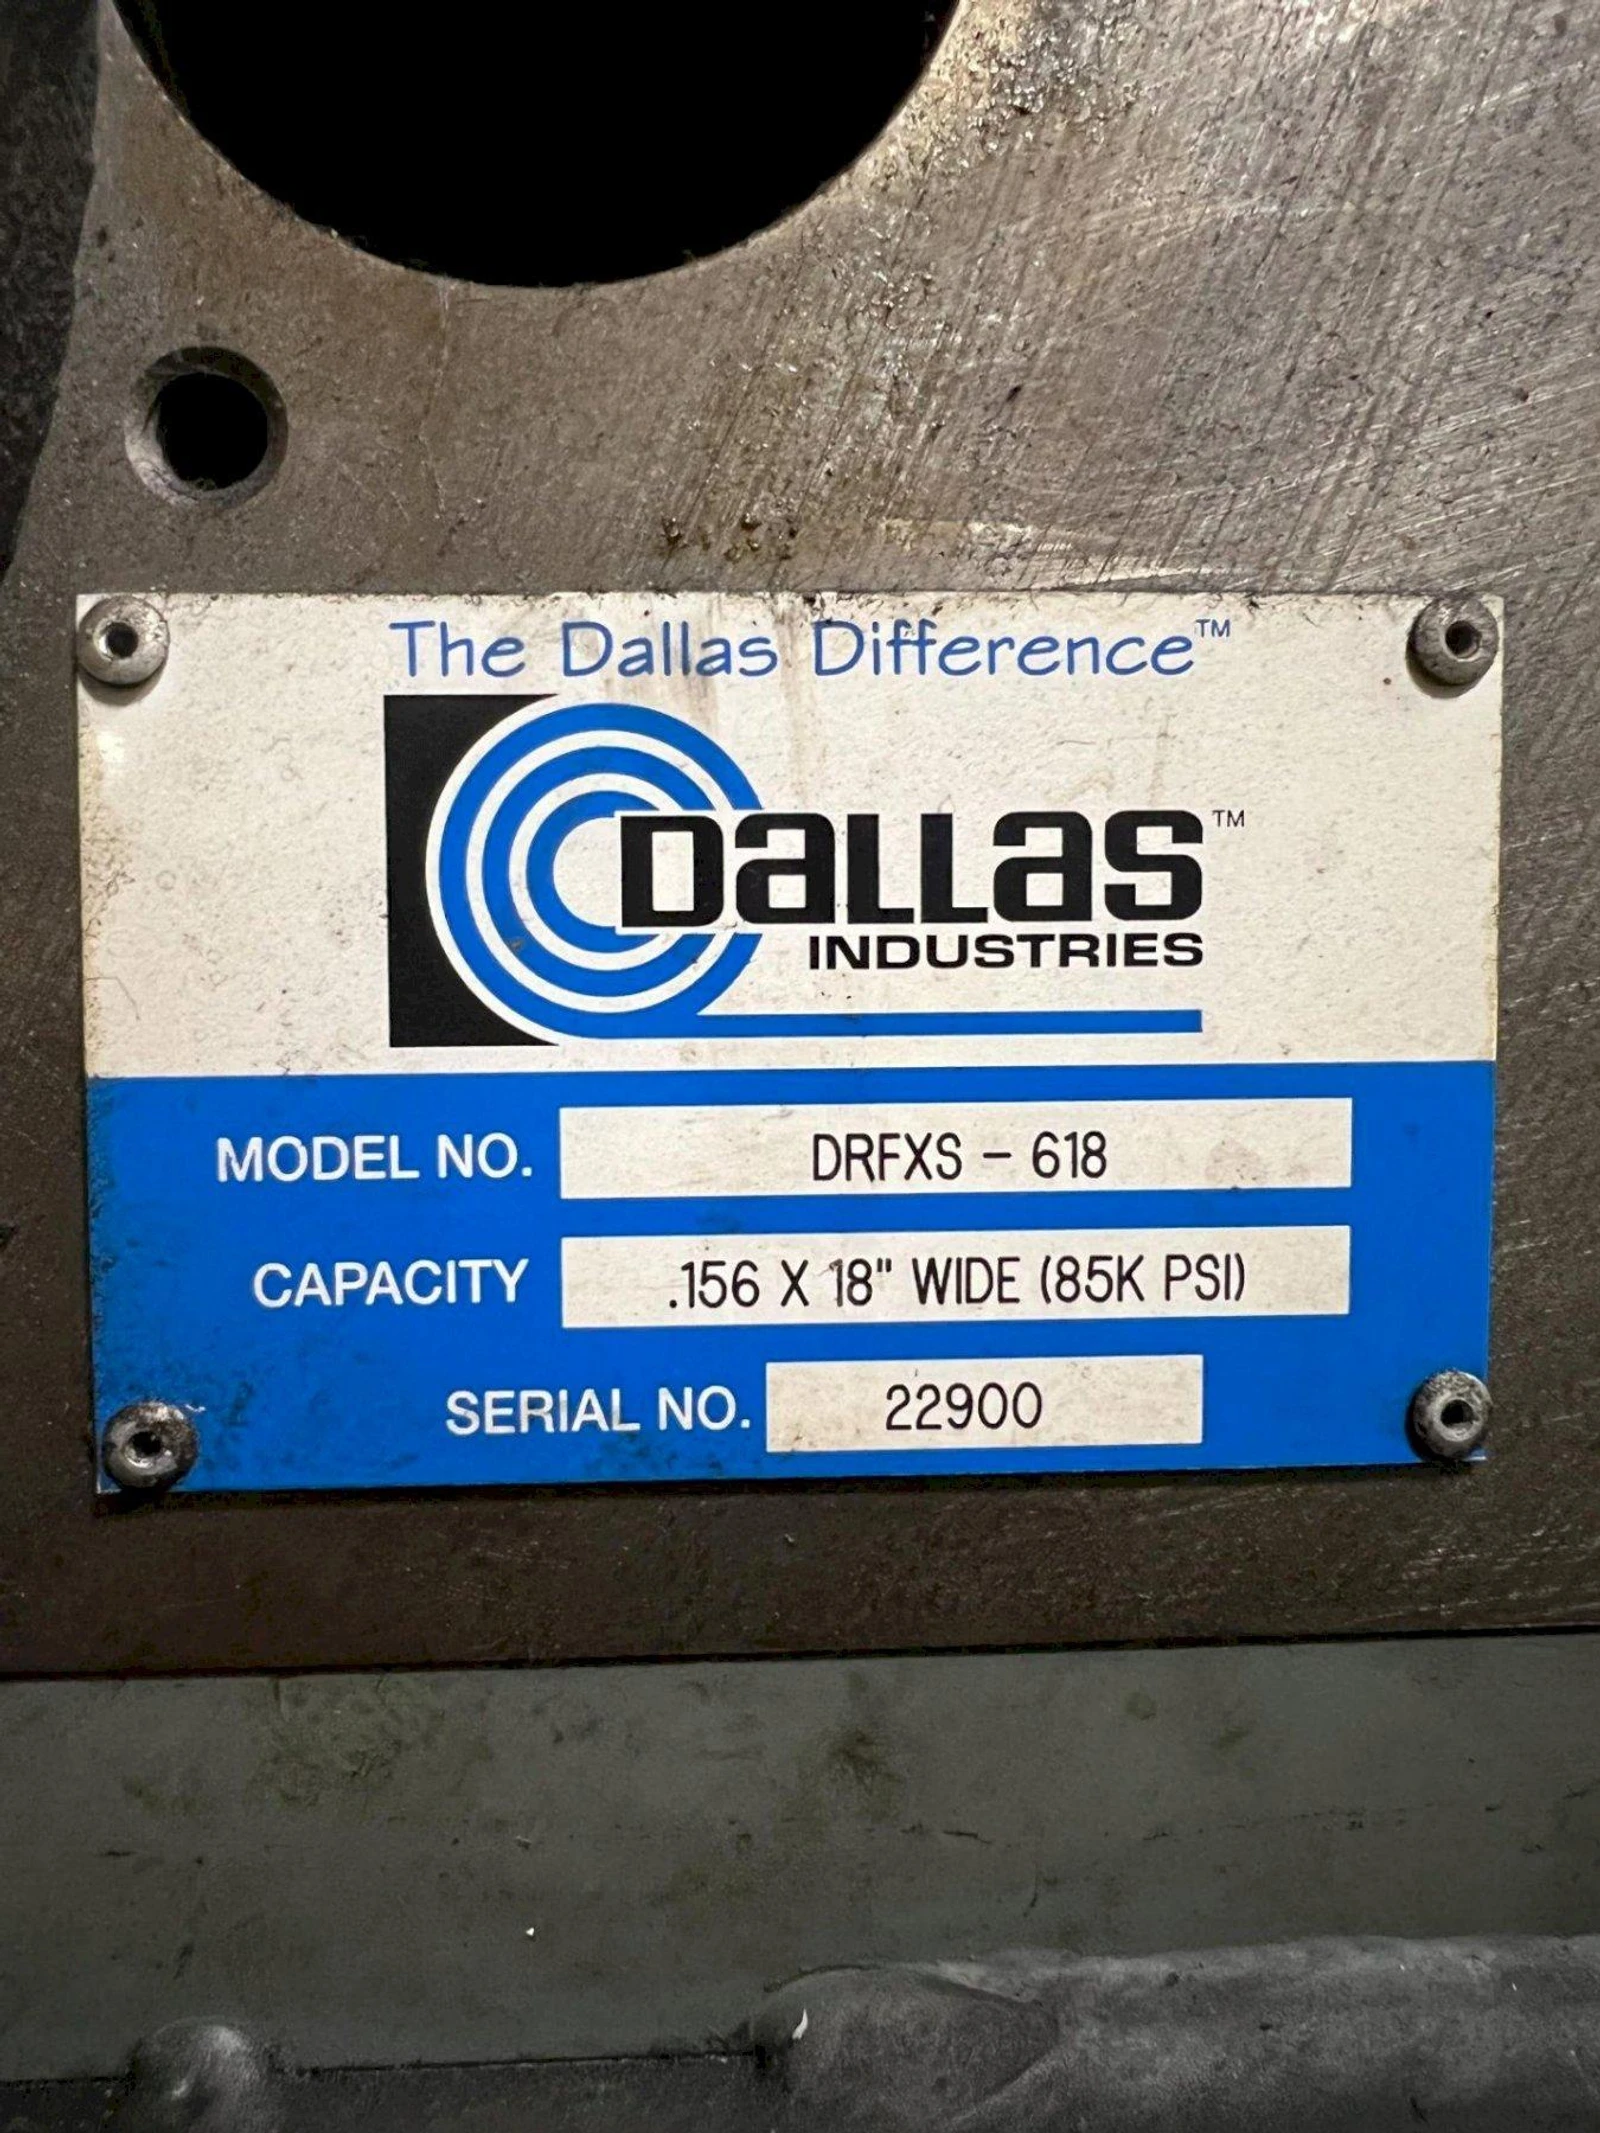 The Dallas Difference™
DALLAS™
INDUSTRIES
MODEL NO. DRFXS - 618
CAPACITY .156 X 18" WIDE (85K PSI)
SERIAL NO. 22900